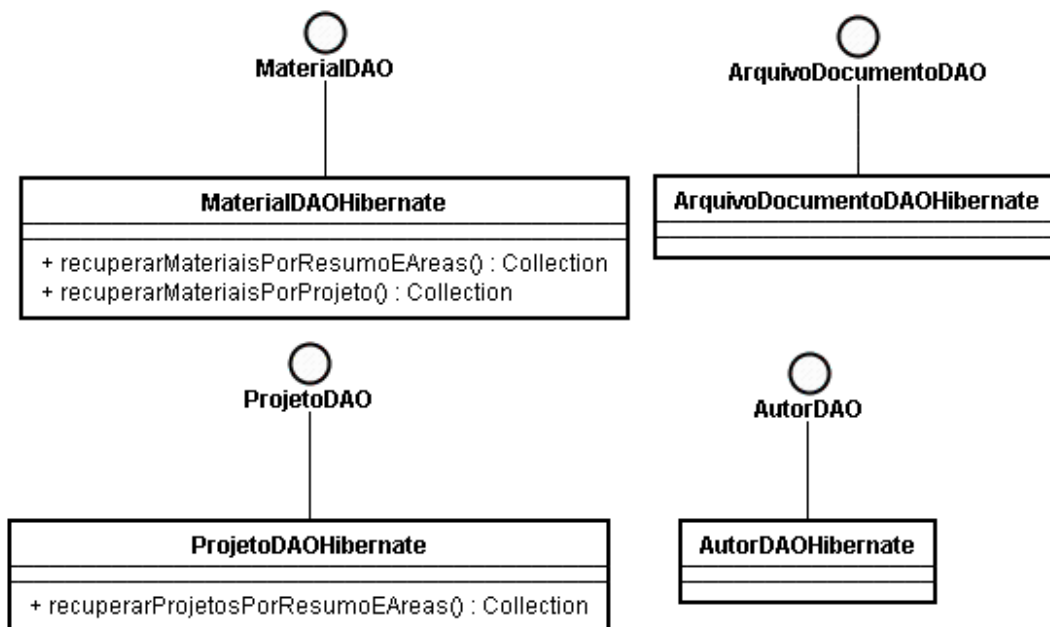 MaterialDAO
ArquivoDocumentoDAO
MaterialDAOHibernate
+ recuperarMateriaisPorResumoEAreas() : Collection
+ recuperarMateriaisPorProjeto() : Collection
ArquivoDocumentoDAOHibernate
ProjetoDAO
AutorDAO
ProjetoDAOHibernate
+ recuperarProjetosPorResumoEAreas() : Collection
AutorDAOHibernate